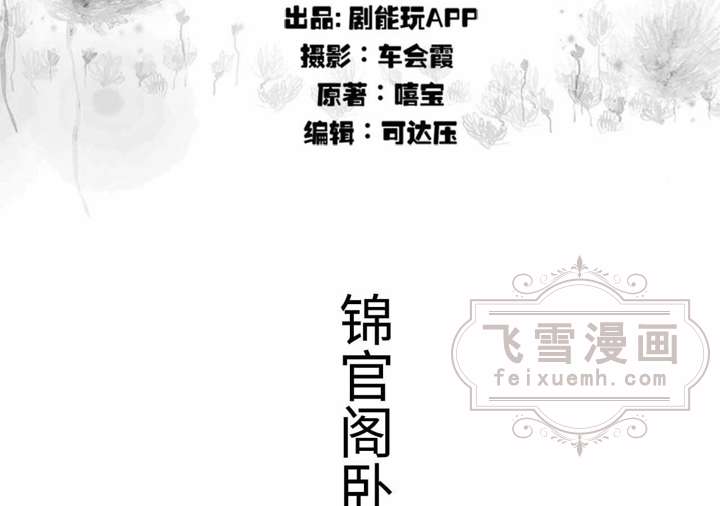 出品: 剧能玩APP
摄影：车会霞
原著：嘻宝
编辑：可达压
锦官阁卧
飞雪漫画
feixuemh.com